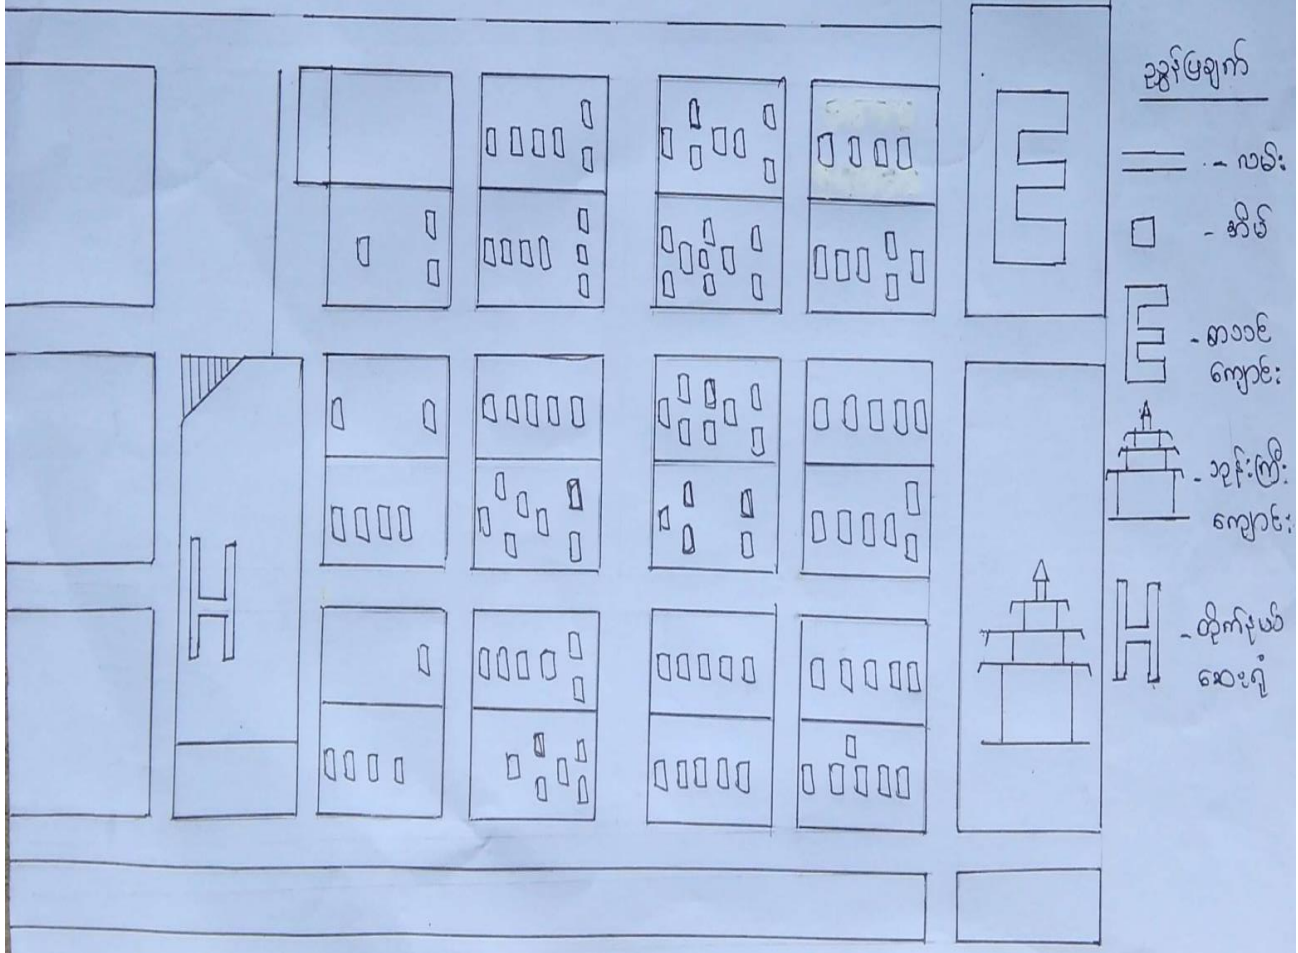 ညွှန်ပြချက်
- လမ်း
- အိမ်
- စာသင်
ကျောင်း
- ဘုန်းကြီး
ကျောင်း
- တိုက်နယ်
ဆေးရုံ